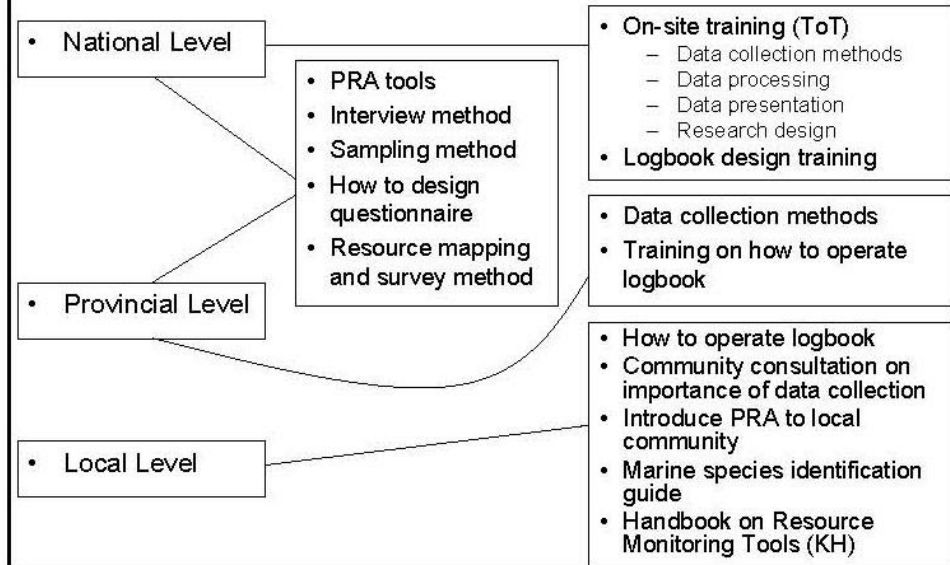 • National Level
• PRA tools
• Interview method
• Sampling method
• How to design
questionnaire
• Resource mapping
and survey method
• Provincial Level
• Local Level
• On-site training (ToT)
– Data collection methods
– Data processing
– Data presentation
– Research design
• Logbook design training
• Data collection methods
• Training on how to operate
logbook
• How to operate logbook
• Community consultation on
importance of data collection
• Introduce PRA to local
community
• Marine species identification
guide
• Handbook on Resource
Monitoring Tools (KH)